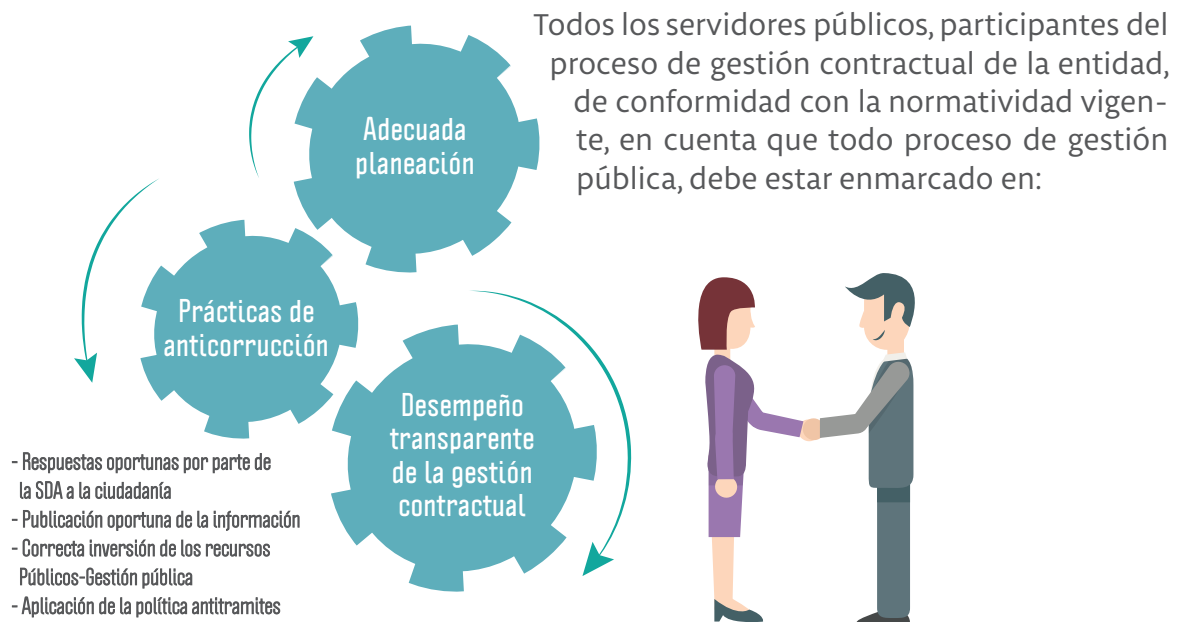 Todos los servidores públicos, participantes del
proceso de gestión contractual de la entidad,
de conformidad con la normatividad vigen-
te, en cuenta que todo proceso de gestión
pública, debe estar enmarcado en:
Adecuada
planeación
Prácticas de
anticorrucción
Desempeño
transparente
de la gestión
contractual
- Respuestas oportunas por parte de
la SDA a la ciudadanía
- Publicación oportuna de la información
- Correcta inversión de los recursos
Públicos-Gestión pública
- Aplicación de la política antitramites